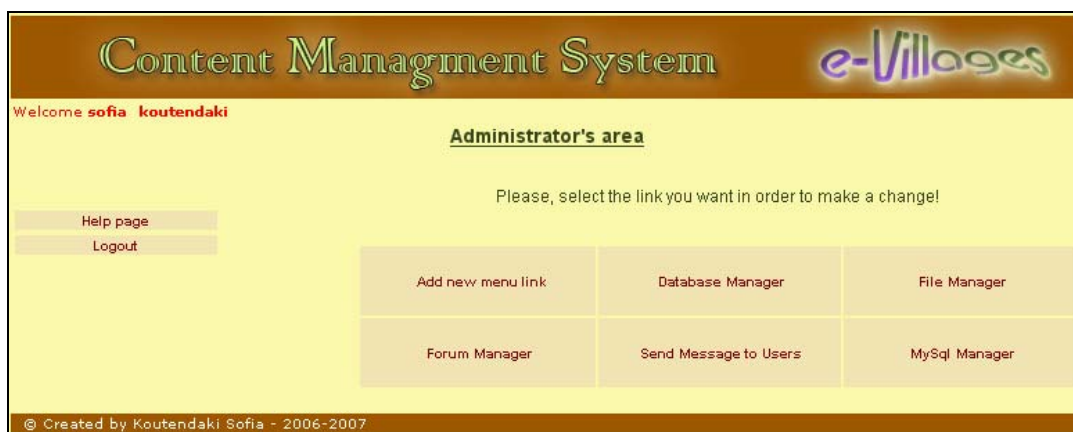 Content Managment System e-Villages
Welcome sofia koutendaki
Administrator's area
Please, select the link you want in order to make a change!
Help page
Logout
Add new menu link Database Manager File Manager
Forum Manager Send Message to Users MySql Manager
© Created by Koutendaki Sofia - 2006-2007